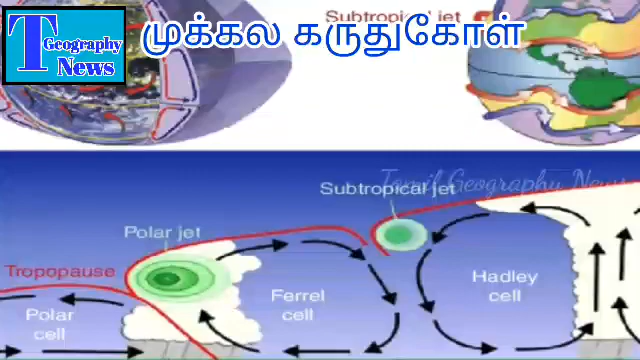 T Geography
News
முக்கல கருதுகோள்
Subtropical jet
Tamil Geography News
Subtropical jet
Polar jet
Tropopause
Hadley
cell
Ferrel
cell
Polar
cell